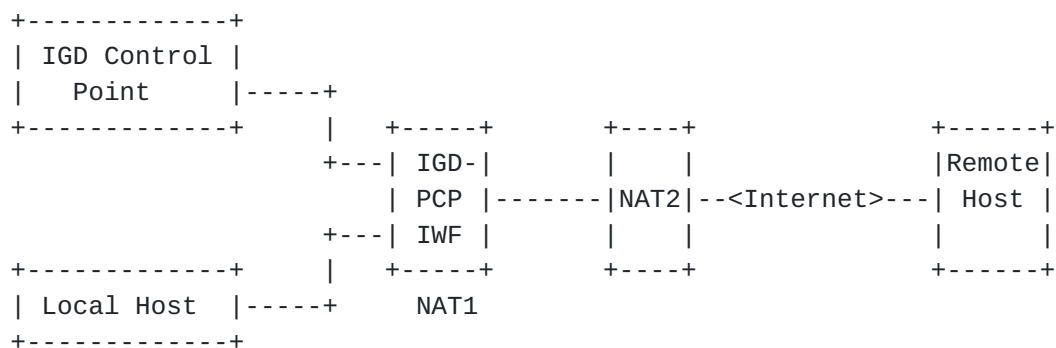 +-------------+
| IGD Control |
|   Point     |-----+
+-------------+     |   +-----+       +----+              +------+
                    +---| IGD-|       |    |              |Remote|
                        | PCP |-------|NAT2|--<Internet>---| Host |
                    +---| IWF |       |    |              |      |
+-------------+     |   +-----+       +----+              +------+
| Local Host  |-----+     NAT1
+-------------+